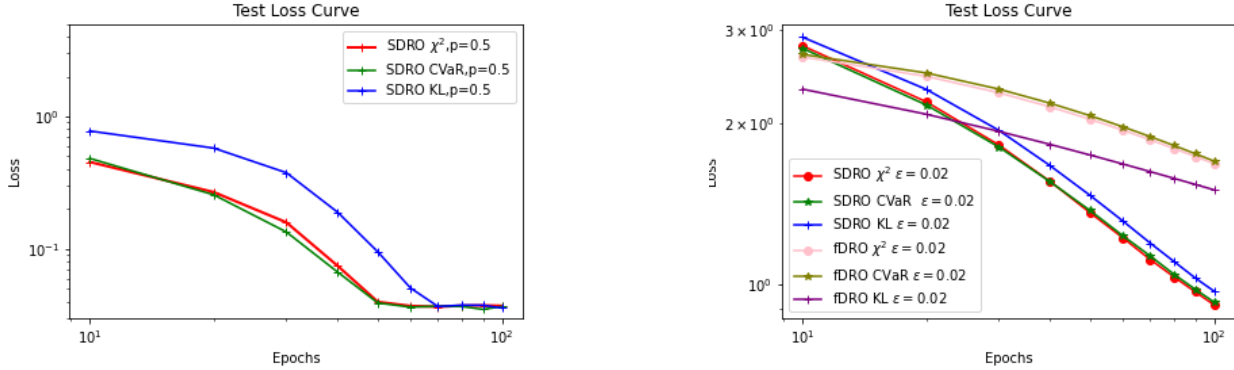 Test Loss Curve
SDRO χ²,p=0.5
SDRO CVaR,p=0.5
SDRO KL,p=0.5
10⁰
10⁻¹
Loss
10¹
10²
Epochs
Test Loss Curve
3 × 10⁰
2 × 10⁰
10⁰
Loss
SDRO χ² ε = 0.02
SDRO CVaR ε = 0.02
SDRO KL ε = 0.02
fDRO χ² ε = 0.02
fDRO CVaR ε = 0.02
fDRO KL ε = 0.02
10¹
10²
Epochs